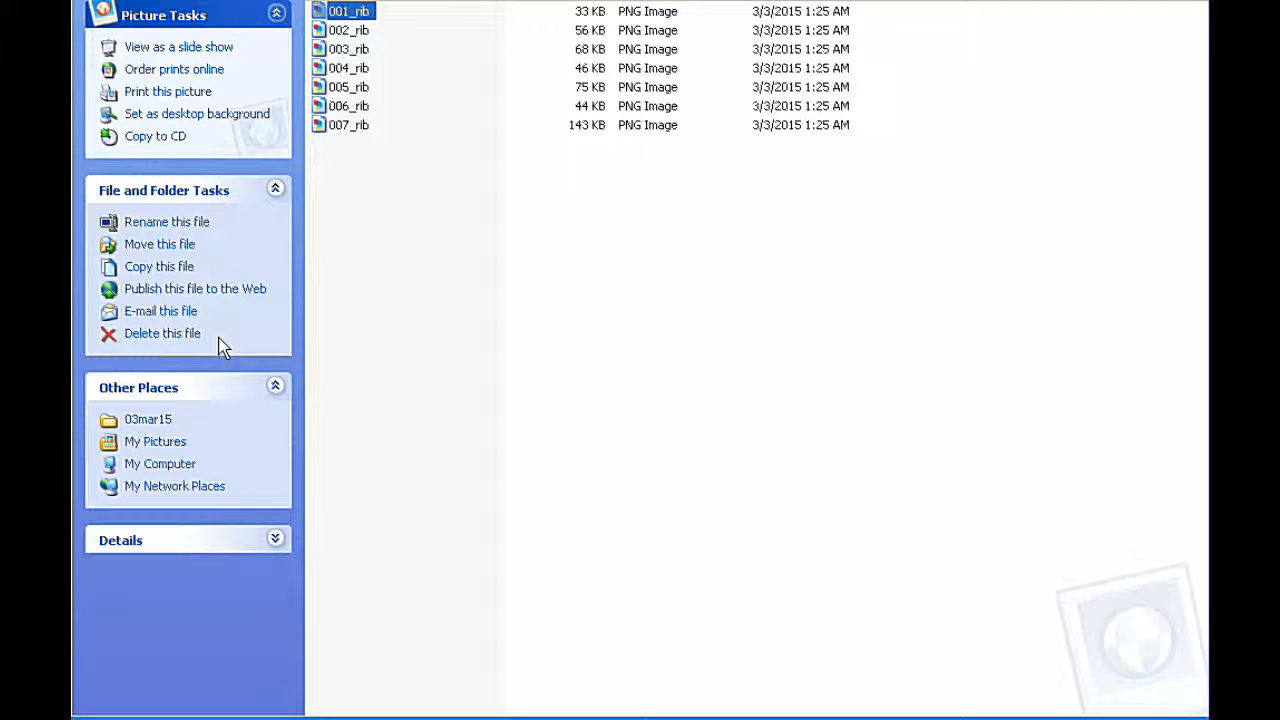 Picture Tasks
View as a slide show
Order prints online
Print this picture
Set as desktop background
Copy to CD
File and Folder Tasks
Rename this file
Move this file
Copy this file
Publish this file to the Web
E-mail this file
Delete this file
Other Places
03mar15
My Pictures
My Computer
My Network Places
Details
001_rib 33 KB PNG Image 3/3/2015 1:25 AM
002_rib 56 KB PNG Image 3/3/2015 1:25 AM
003_rib 68 KB PNG Image 3/3/2015 1:25 AM
004_rib 46 KB PNG Image 3/3/2015 1:25 AM
005_rib 75 KB PNG Image 3/3/2015 1:25 AM
006_rib 44 KB PNG Image 3/3/2015 1:25 AM
007_rib 143 KB PNG Image 3/3/2015 1:25 AM